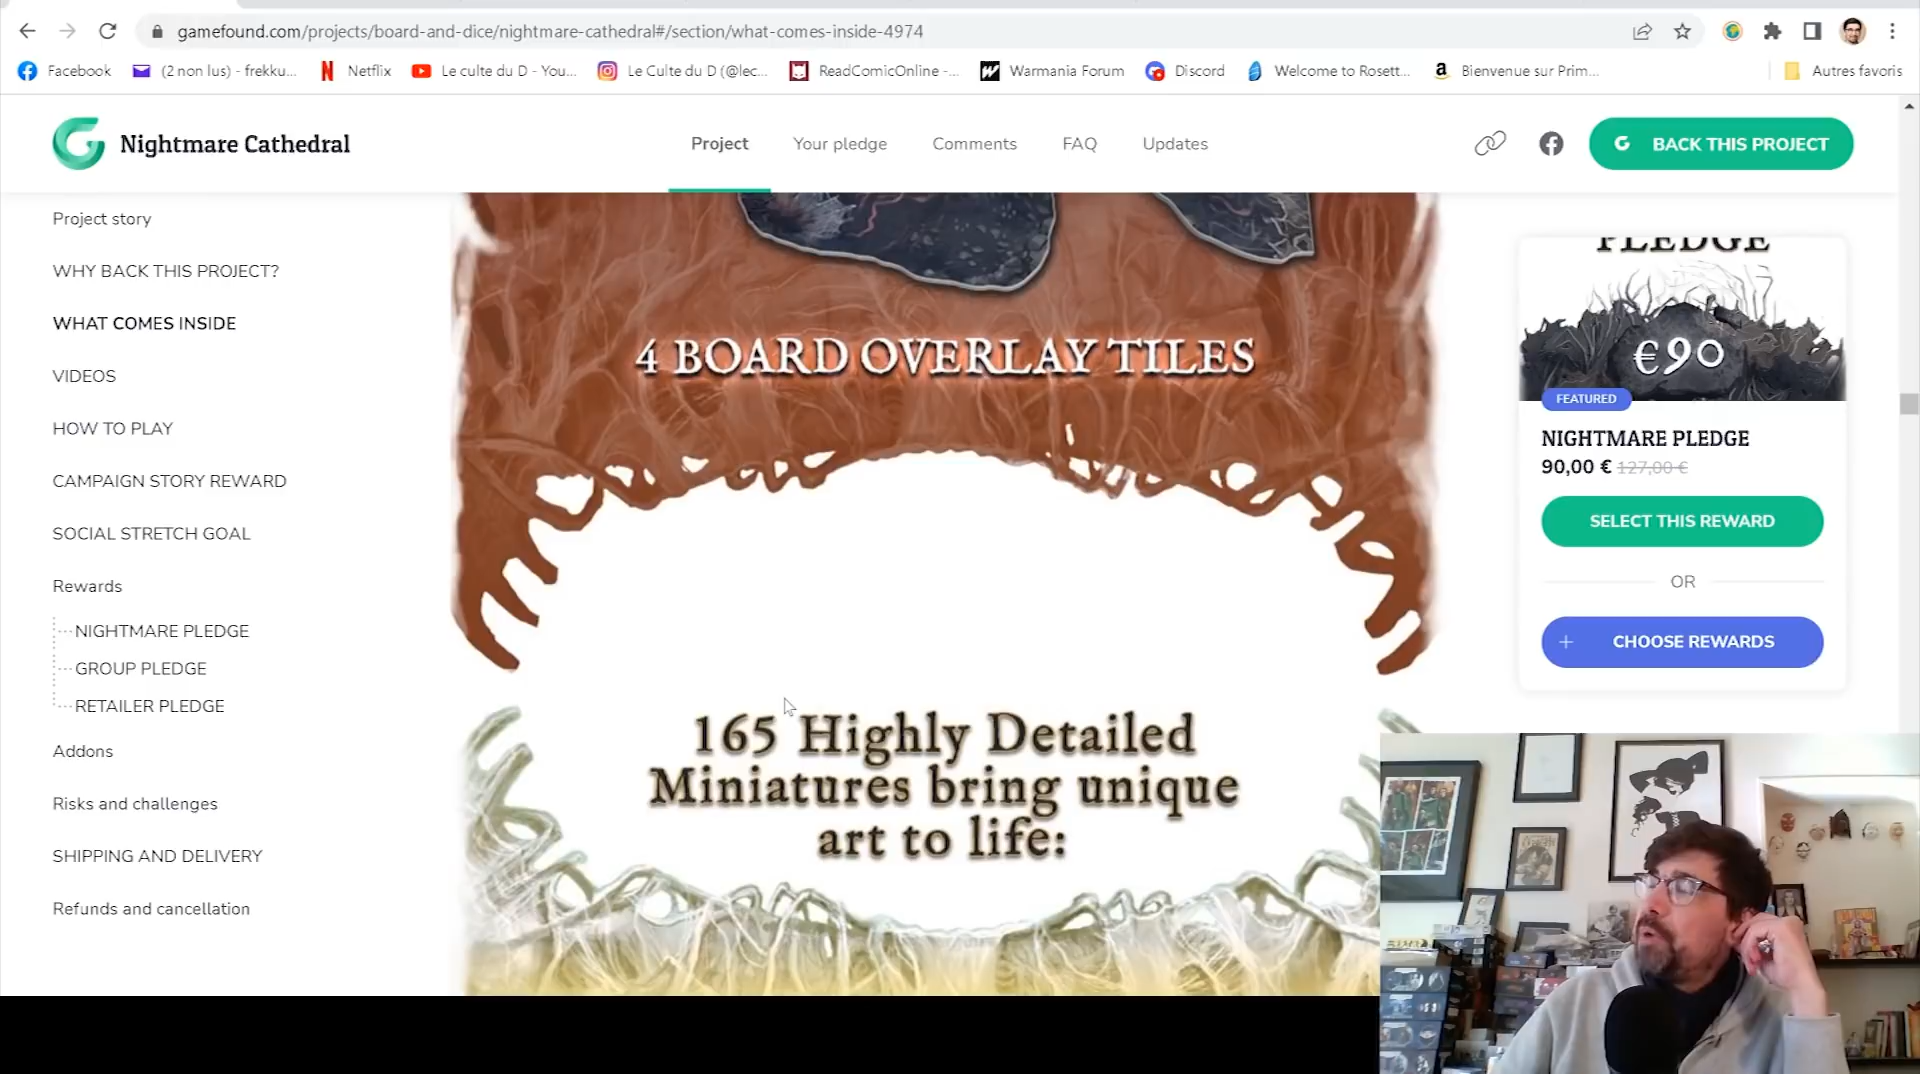 gamefound.com/projects/board-and-dice/nightmare-cathedral#/section/what-comes-inside-4974
Facebook
(2 non lus) - frekku...
Netflix
Le culte du D - You...
Le Culte du D (@lec...
ReadComicOnline -...
Warmania Forum
Discord
Welcome to Rosett...
Bienvenue sur Prim...
Autres favoris
Nightmare Cathedral
Project
Your pledge
Comments
FAQ
Updates
BACK THIS PROJECT
Project story
WHY BACK THIS PROJECT?
WHAT COMES INSIDE
VIDEOS
HOW TO PLAY
CAMPAIGN STORY REWARD
SOCIAL STRETCH GOAL
Rewards
NIGHTMARE PLEDGE
GROUP PLEDGE
RETAILER PLEDGE
Addons
Risks and challenges
SHIPPING AND DELIVERY
Refunds and cancellation
4 BOARD OVERLAY TILES
165 Highly Detailed
Miniatures bring unique
art to life:
PLEDGE
€90
FEATURED
NIGHTMARE PLEDGE
90,00 € 127,00 €
SELECT THIS REWARD
OR
+ CHOOSE REWARDS